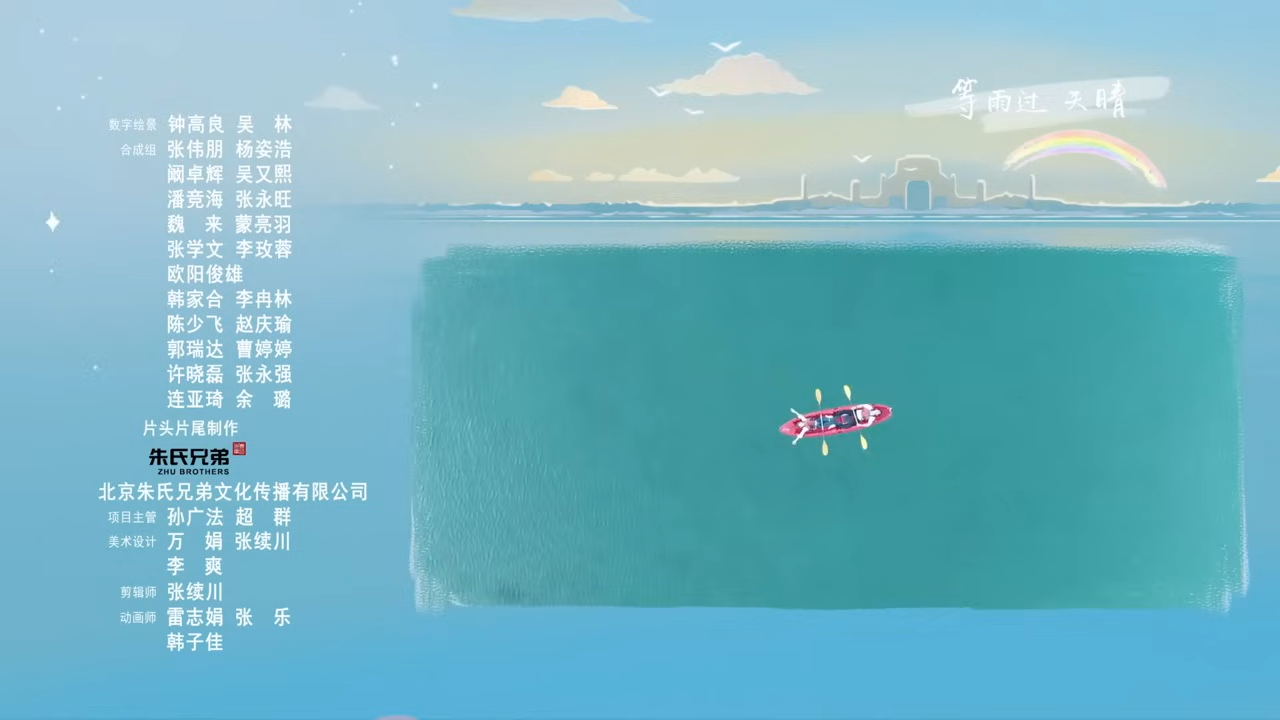 等雨过 天晴
数字绘景 钟高良 吴 林
合成组 张伟朋 杨姿浩
阚卓辉 吴又熙
潘竞海 张永旺
魏 来 蒙亮羽
张学文 李玫蓉
欧阳俊雄
韩家合 李冉林
陈少飞 赵庆瑜
郭瑞达 曹婷婷
许晓磊 张永强
连亚琦 余 璐
片头片尾制作
朱氏兄弟
ZHU BROTHERS
北京朱氏兄弟文化传播有限公司
项目主管 孙广法 超 群
美术设计 万 娟 张续川
李 爽
剪辑师 张续川
动画师 雷志娟 张 乐
韩子佳